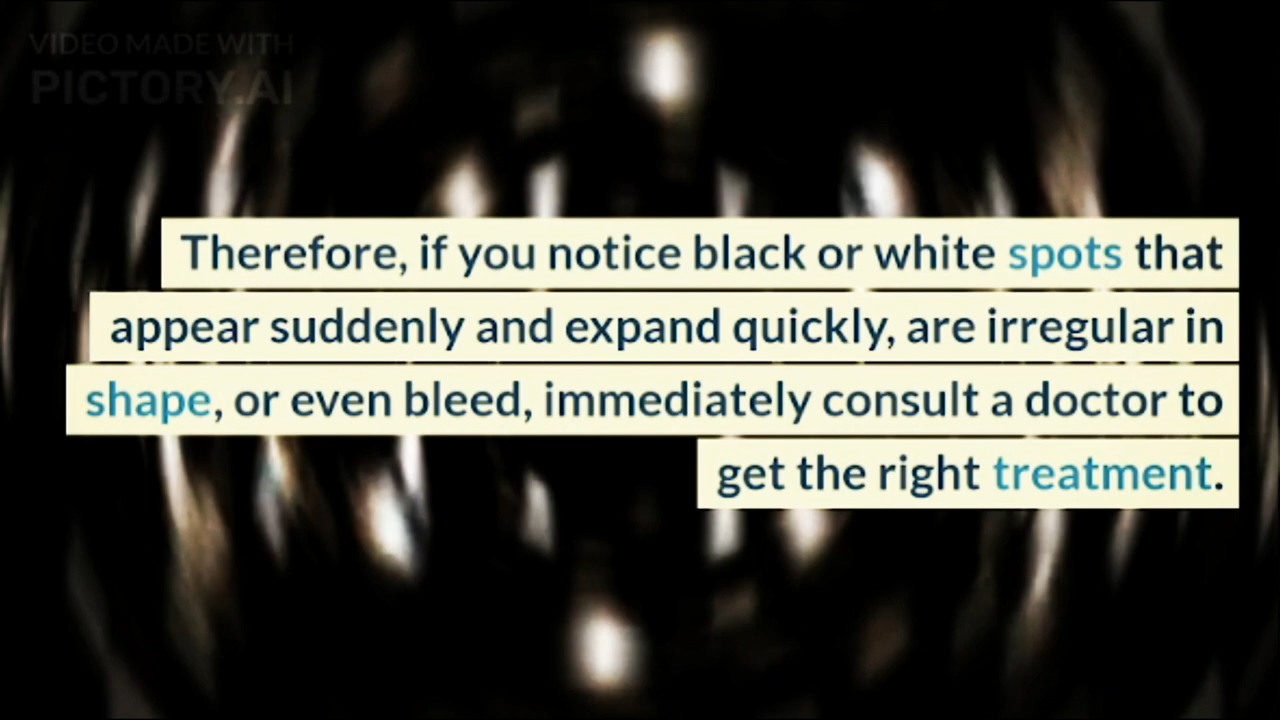 VIDEO MADE WITH
PICTORY.AI
Therefore, if you notice black or white spots that
appear suddenly and expand quickly, are irregular in
shape, or even bleed, immediately consult a doctor to
get the right treatment.